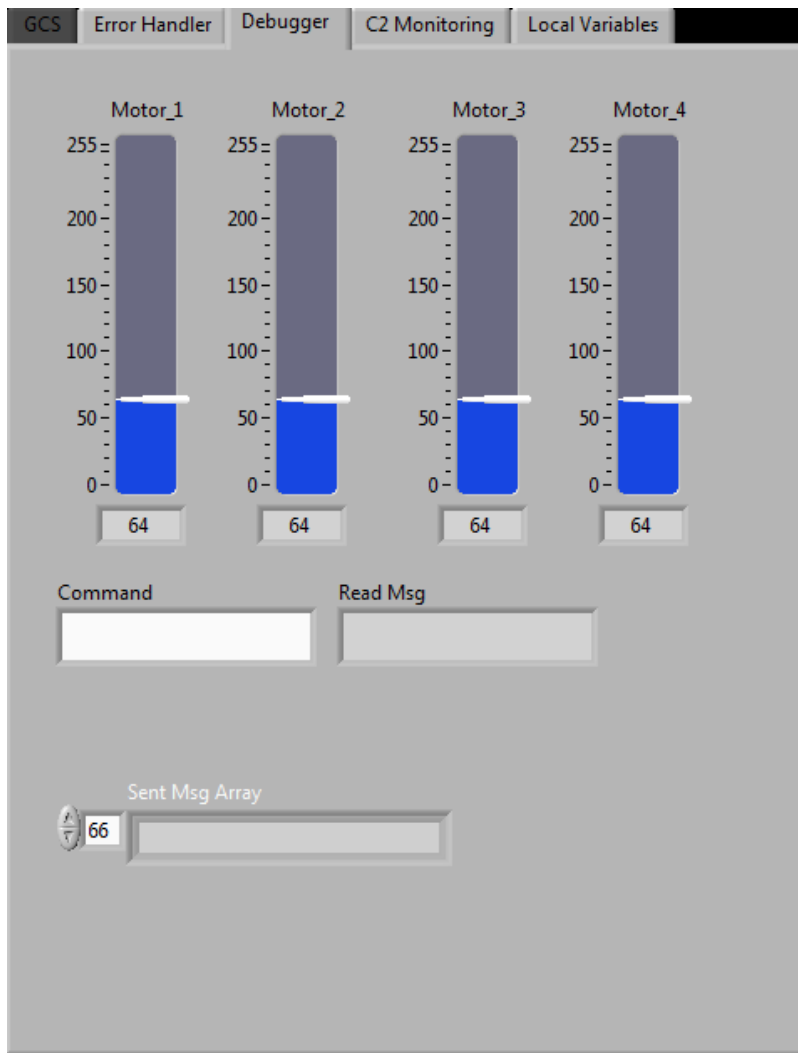 GCS Error Handler Debugger C2 Monitoring Local Variables
Motor_1 Motor_2 Motor_3 Motor_4
255 255 255 255
200 200 200 200
150 150 150 150
100 100 100 100
50 50 50 50
0 0 0 0
64 64 64 64
Command Read Msg
Sent Msg Array
66